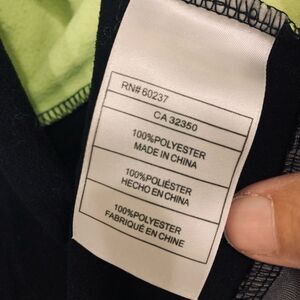 RN# 60237
CA 32350
100%POLYESTER
MADE IN CHINA
100%POLIÉSTER
HECHO EN CHINA
100%POLYESTER
FABRIQUÉ EN CHINE